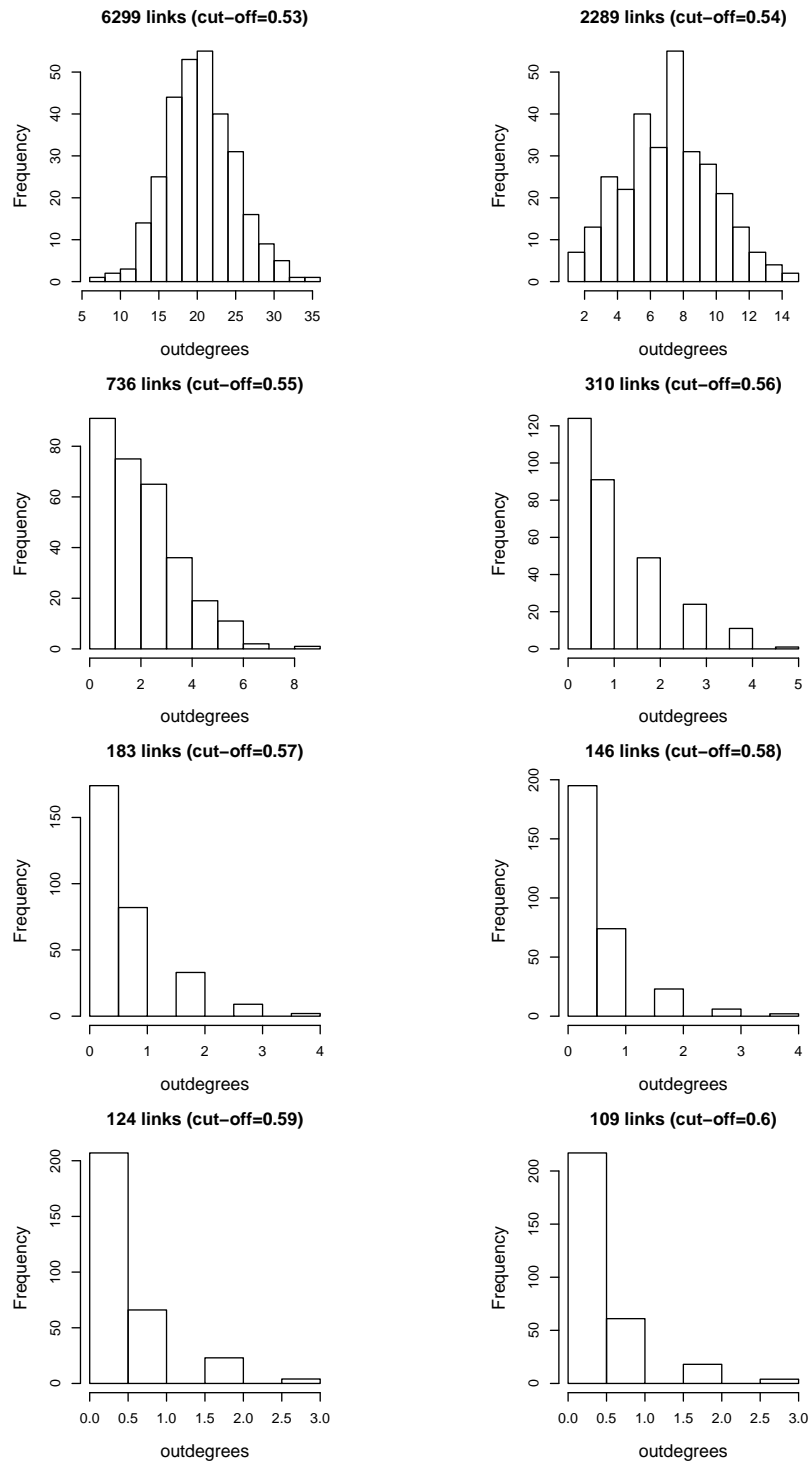 6299 links (cut−off=0.53)
Frequency
0 10 20 30 40 50
5 10 15 20 25 30 35
outdegrees
2289 links (cut−off=0.54)
Frequency
0 10 20 30 40 50
2 4 6 8 10 12 14
outdegrees
736 links (cut−off=0.55)
Frequency
0 20 40 60 80
0 2 4 6 8
outdegrees
310 links (cut−off=0.56)
Frequency
0 20 40 60 80 100 120
0 1 2 3 4 5
outdegrees
183 links (cut−off=0.57)
Frequency
0 50 100 150
0 1 2 3 4
outdegrees
146 links (cut−off=0.58)
Frequency
0 50 100 150 200
0 1 2 3 4
outdegrees
124 links (cut−off=0.59)
Frequency
0 50 100 150 200
0.0 0.5 1.0 1.5 2.0 2.5 3.0
outdegrees
109 links (cut−off=0.6)
Frequency
0 50 100 150 200
0.0 0.5 1.0 1.5 2.0 2.5 3.0
outdegrees